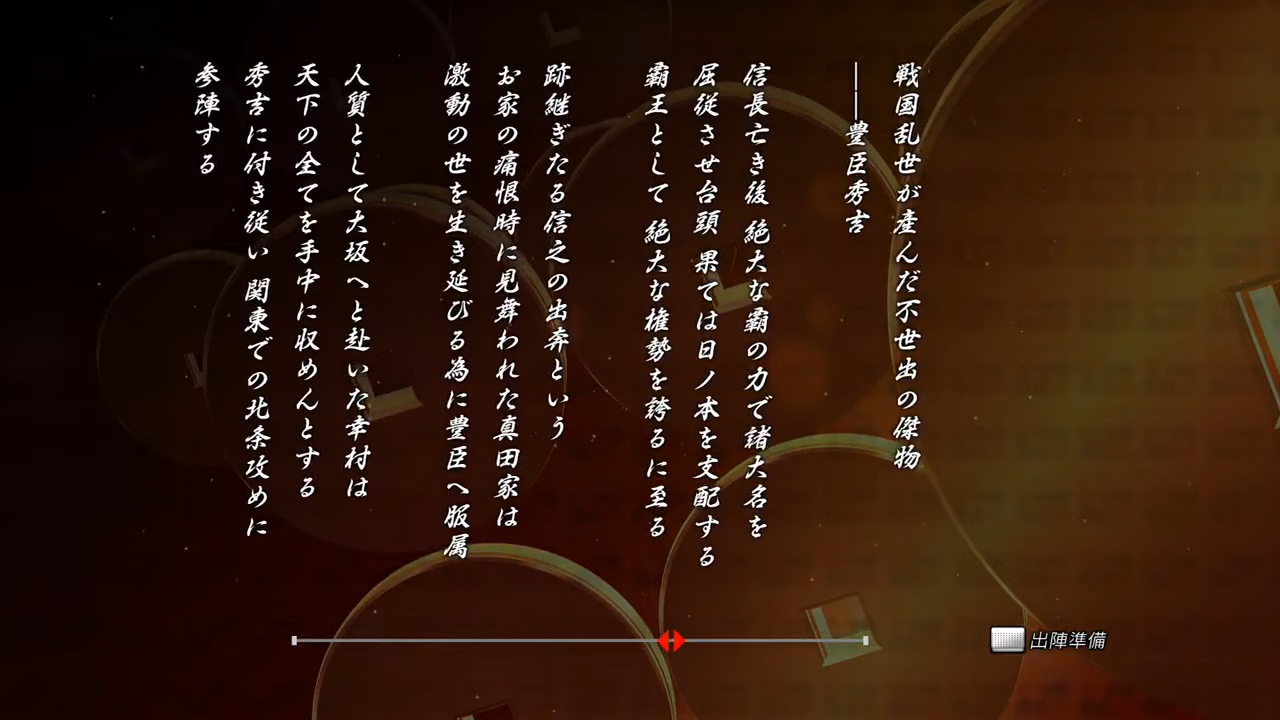 戦国乱世が産んだ不世出の傑物
――豊臣秀吉
信長亡き後 絶大な覇の力で諸大名を
屈従させ台頭 果ては日ノ本を支配する
覇王として 絶大な権勢を誇るに至る
跡継ぎたる信之の出奔という
お家の痛恨時に見舞われた真田家は
激動の世を生き延びる為に豊臣へ服属
人質として大坂へと赴いた幸村は
天下の全てを手中に収めんとする
秀吉に付き従い 関東での北条攻めに
参陣する
出陣準備